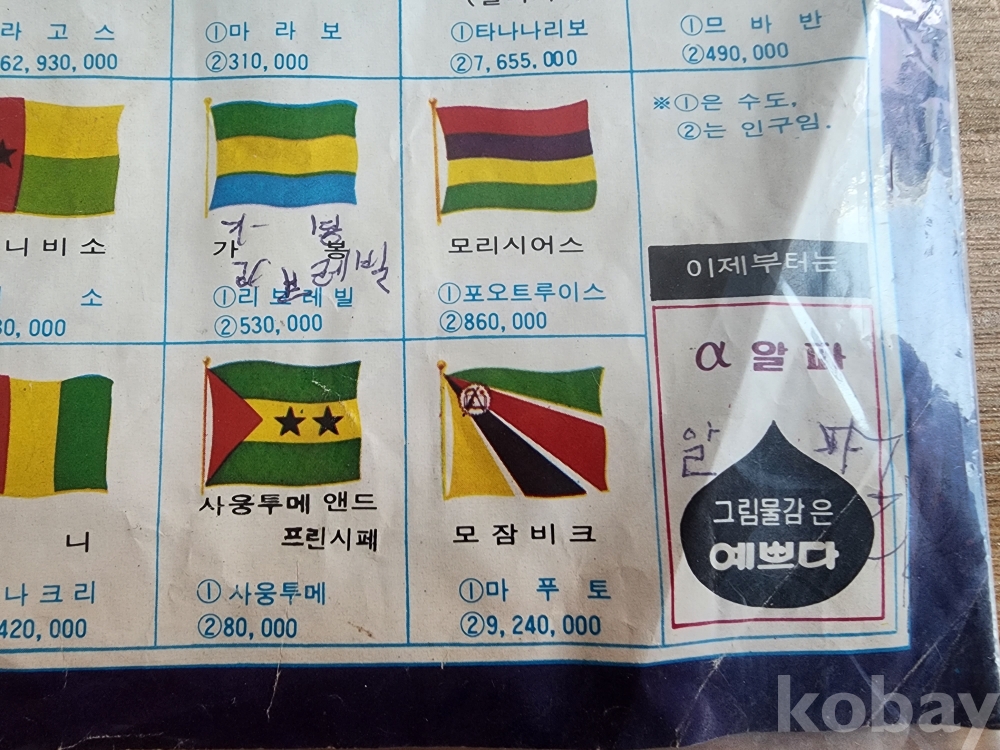 라 고 스
62,930,000
①마 라 보
②310,000
①타나나리보
②7,655,000
①므 바 반
②490,000
※①은 수도,
②는 인구임.
니 비 소
소
30,000
가 봉
①리 브레 빌
②530,000
모리시어스
①포오트루이스
②860,000
이제부터는
α 알 파
알 파
그림물감은
예쁘다
니
나 크 리
420,000
사웅투메 앤드
프린시페
①사웅투메
②80,000
모 잠 비 크
①마 푸 토
②9,240,000
kobay